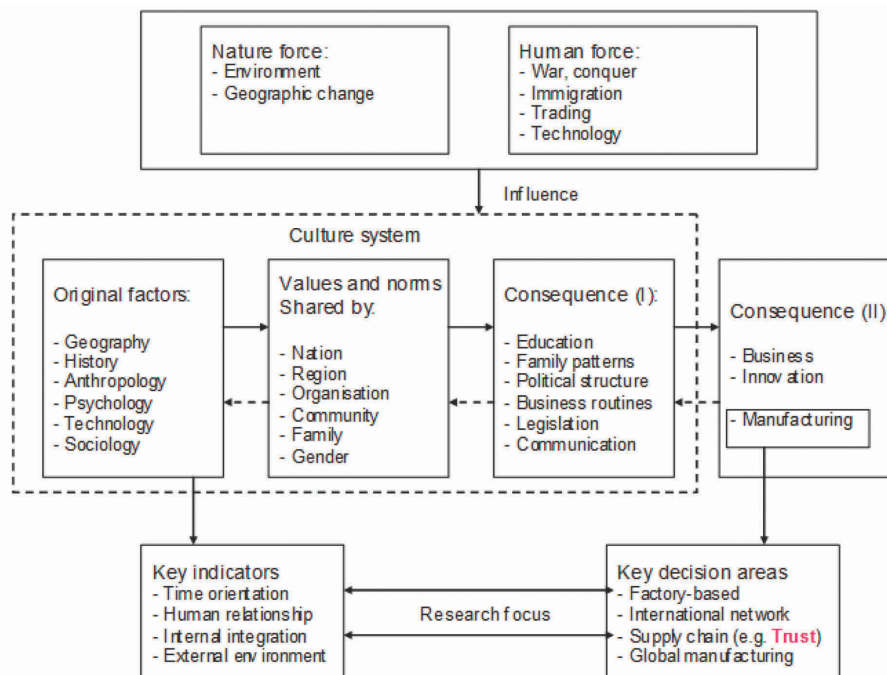 Nature force:
- Environment
- Geographic change
Human force:
- War, conquer
- Immigration
- Trading
- Technology
Influence
Culture system
Original factors:
- Geography
- History
- Anthropology
- Psychology
- Technology
- Sociology
Values and norms
Shared by:
- Nation
- Region
- Organisation
- Community
- Family
- Gender
Consequence (I):
- Education
- Family patterns
- Political structure
- Business routines
- Legislation
- Communication
Consequence (II)
- Business
- Innovation
- Manufacturing
Key indicators
- Time orientation
- Human relationship
- Internal integration
- External environment
Research focus
Key decision areas
- Factory-based
- International network
- Supply chain (e.g. Trust)
- Global manufacturing